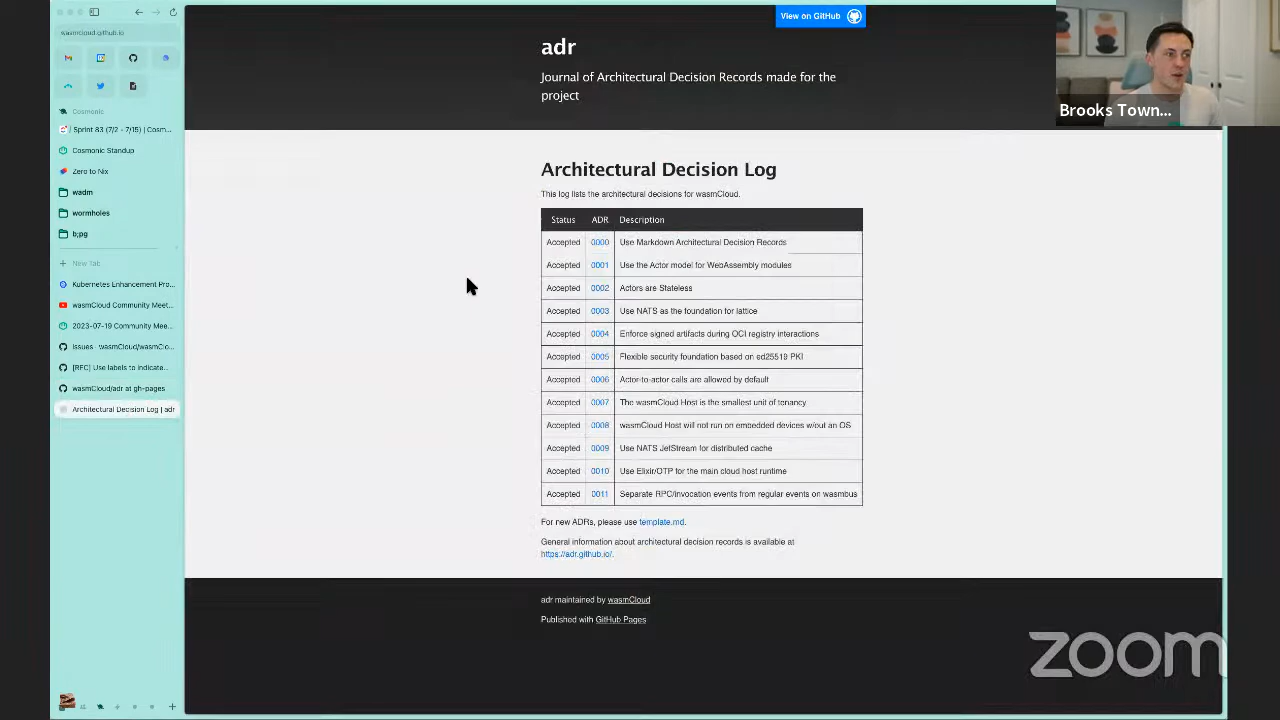 wasmcloud.github.io
Cosmonic
Sprint 83 (7/2 - 7/15) | Cosm...
Cosmonic Standup
Zero to Nix
wadm
wormholes
b;pg
New Tab
Kubernetes Enhancement Pro...
wasmCloud Community Meet...
2023-07-19 Community Mee...
Issues · wasmCloud/wasmClo...
[RFC] Use labels to indicate...
wasmCloud/adr at gh-pages
Architectural Decision Log | adr
View on GitHub
adr
Journal of Architectural Decision Records made for the
project
Architectural Decision Log
This log lists the architectural decisions for wasmCloud.
Status ADR Description
Accepted 0000 Use Markdown Architectural Decision Records
Accepted 0001 Use the Actor model for WebAssembly modules
Accepted 0002 Actors are Stateless
Accepted 0003 Use NATS as the foundation for lattice
Accepted 0004 Enforce signed artifacts during OCI registry interactions
Accepted 0005 Flexible security foundation based on ed25519 PKI
Accepted 0006 Actor-to-actor calls are allowed by default
Accepted 0007 The wasmCloud Host is the smallest unit of tenancy
Accepted 0008 wasmCloud Host will not run on embedded devices w/out an OS
Accepted 0009 Use NATS JetStream for distributed cache
Accepted 0010 Use Elixir/OTP for the main cloud host runtime
Accepted 0011 Separate RPC/invocation events from regular events on wasmbus
For new ADRs, please use template.md.
General information about architectural decision records is available at
https://adr.github.io/.
adr maintained by wasmCloud
Published with GitHub Pages
Brooks Town...
zoom